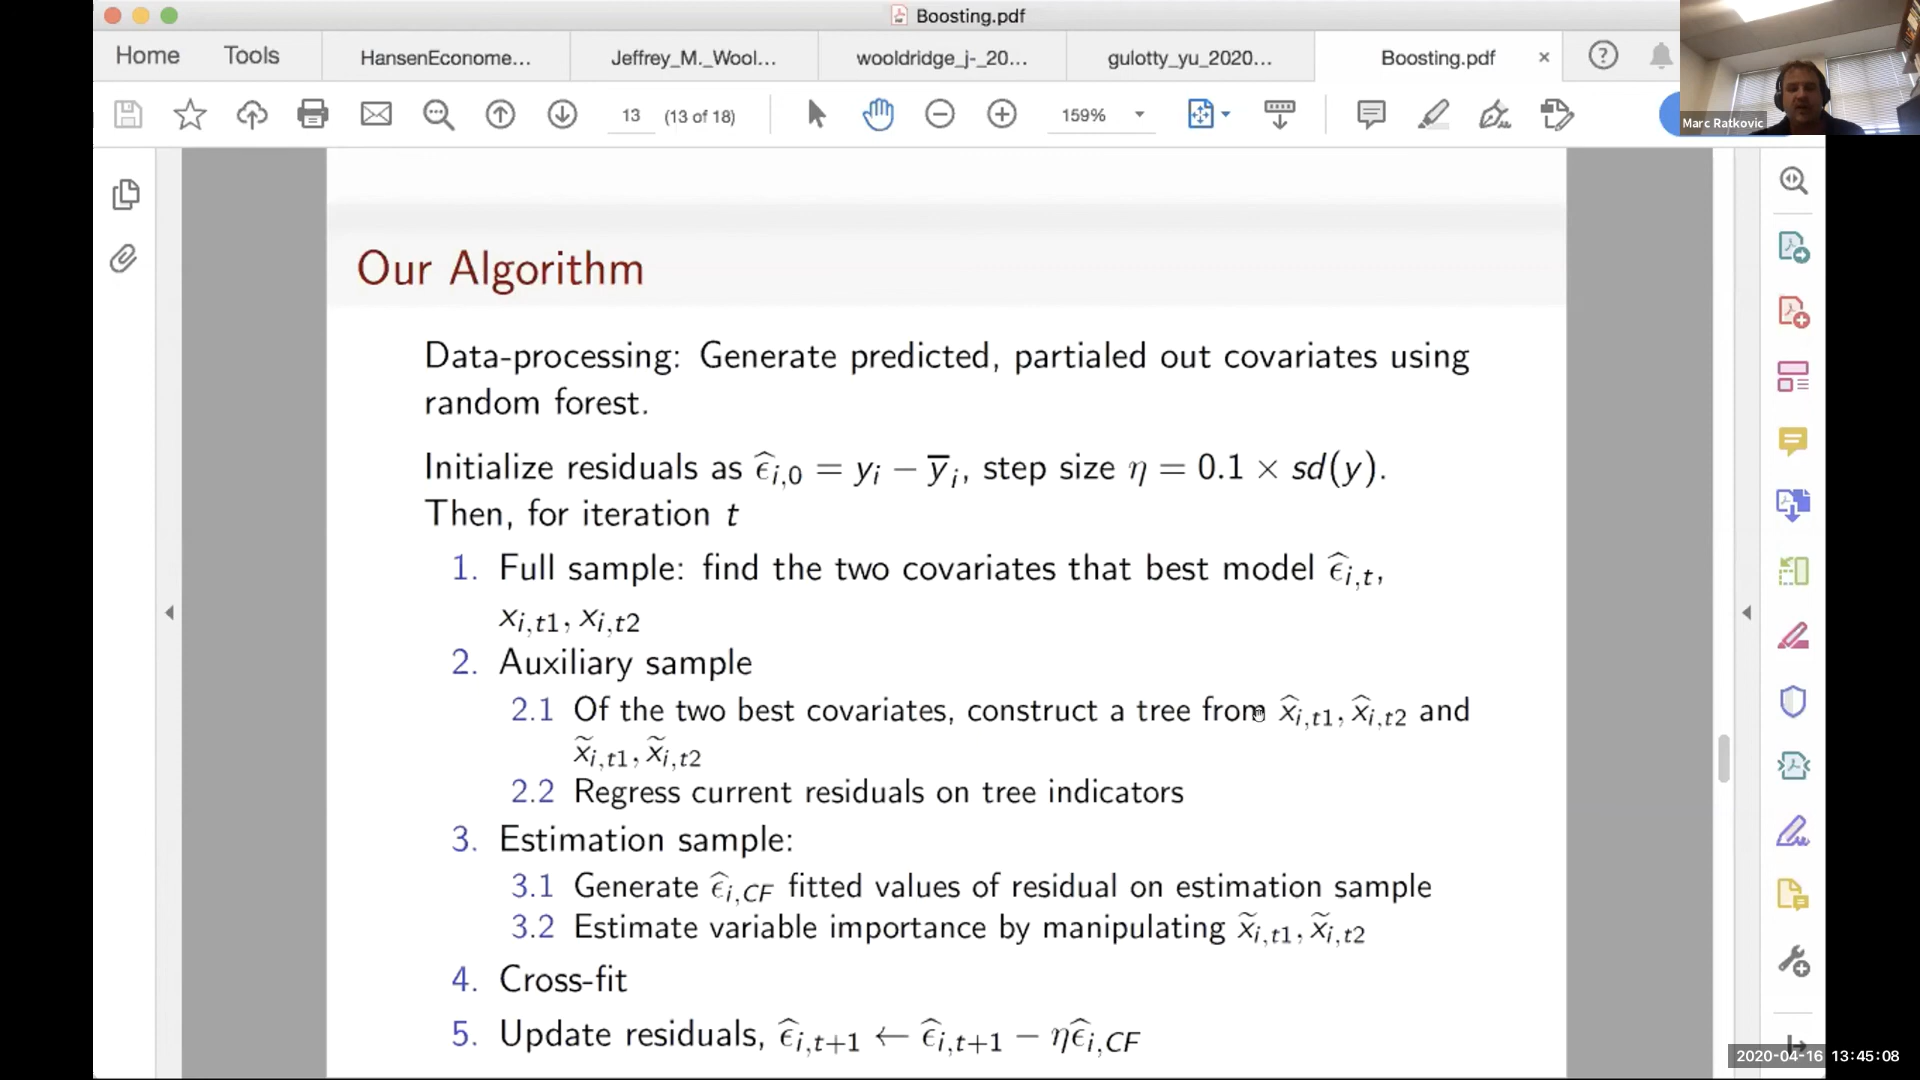 Boosting.pdf
Home Tools HansenEconome... Jeffrey_M._Wool... wooldridge_j-_20... gulotty_yu_2020... Boosting.pdf ×
13 (13 of 18) 159%
Marc Ratkovic
Our Algorithm
Data-processing: Generate predicted, partialed out covariates using
random forest.
Initialize residuals as ϵ̂_{i,0} = y_i − ȳ_i, step size η = 0.1 × sd(y).
Then, for iteration t
1. Full sample: find the two covariates that best model ϵ̂_{i,t},
x_{i,t1}, x_{i,t2}
2. Auxiliary sample
2.1 Of the two best covariates, construct a tree from x̂_{i,t1}, x̂_{i,t2} and
x̃_{i,t1}, x̃_{i,t2}
2.2 Regress current residuals on tree indicators
3. Estimation sample:
3.1 Generate ϵ̂_{i,CF} fitted values of residual on estimation sample
3.2 Estimate variable importance by manipulating x̃_{i,t1}, x̃_{i,t2}
4. Cross-fit
5. Update residuals, ϵ̂_{i,t+1} ← ϵ̂_{i,t+1} − ηϵ̂_{i,CF}
2020-04-16 13:45:08